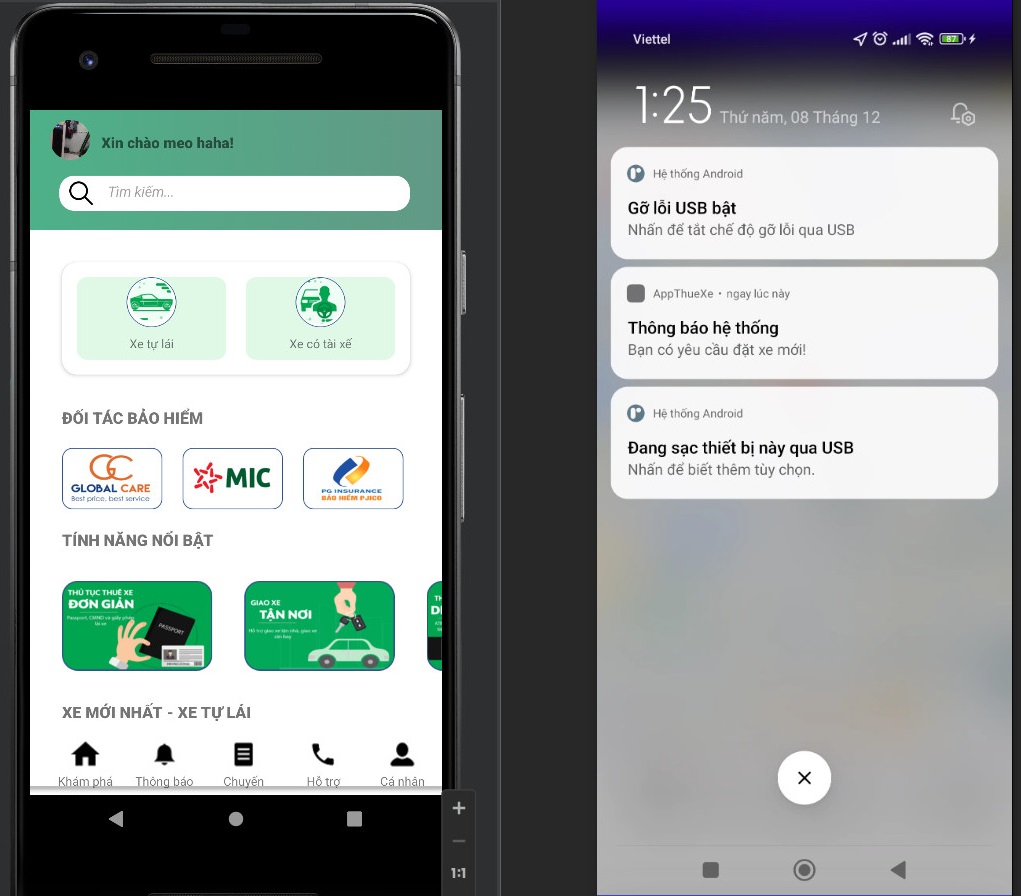 Xin chào meo haha!
Tìm kiếm...
Xe tự lái
Xe có tài xế
ĐỐI TÁC BẢO HIỂM
GC
GLOBAL CARE
Best price, best service
MIC
PG INSURANCE
BẢO HIỂM PJICO
TÍNH NĂNG NỔI BẬT
THỦ TỤC THUÊ XE
ĐƠN GIẢN
Passport, CMND và giấy phép
lái xe
PASSPORT
GIAO XE
TẬN NƠI
Hỗ trợ giao xe tận nhà, giao xe
sân bay
XE MỚI NHẤT - XE TỰ LÁI
Khám phá
Thông báo
Chuyến
Hỗ trợ
Cá nhân
1:1
Viettel
87
1:25 Thứ năm, 08 Tháng 12
Hệ thống Android
Gỡ lỗi USB bật
Nhấn để tắt chế độ gỡ lỗi qua USB
AppThueXe • ngay lúc này
Thông báo hệ thống
Bạn có yêu cầu đặt xe mới!
Hệ thống Android
Đang sạc thiết bị này qua USB
Nhấn để biết thêm tùy chọn.